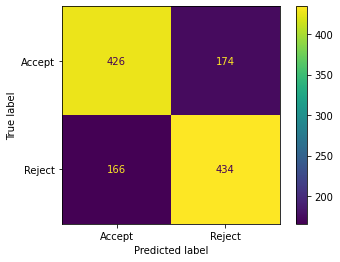 Accept 426 174
Reject 166 434
Accept Reject
True label
Predicted label
400
350
300
250
200